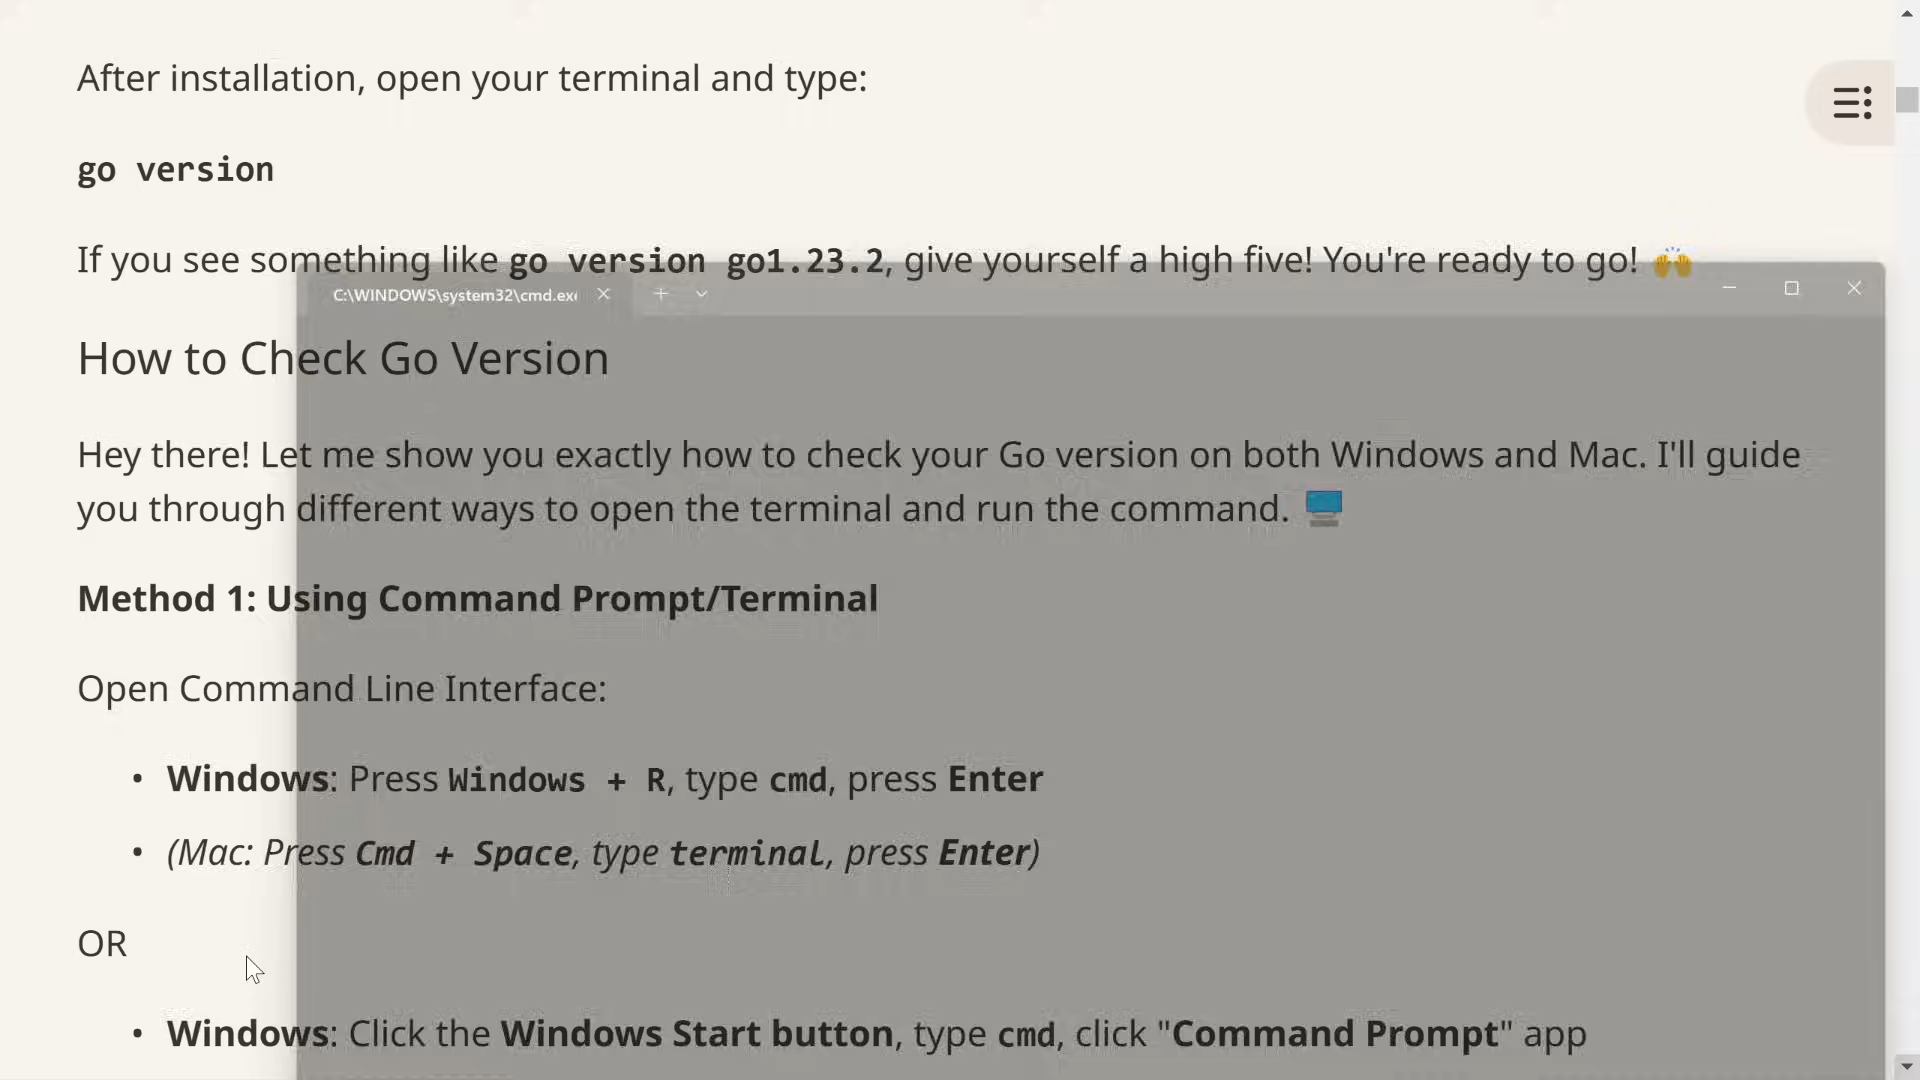 After installation, open your terminal and type:
go version
If you see something like go version go1.23.2, give yourself a high five! You're ready to go! 🙌
C:\WINDOWS\system32\cmd.exe
How to Check Go Version
Hey there! Let me show you exactly how to check your Go version on both Windows and Mac. I'll guide
you through different ways to open the terminal and run the command. 🖥️
Method 1: Using Command Prompt/Terminal
Open Command Line Interface:
• Windows: Press Windows + R, type cmd, press Enter
• (Mac: Press Cmd + Space, type terminal, press Enter)
OR
• Windows: Click the Windows Start button, type cmd, click "Command Prompt" app